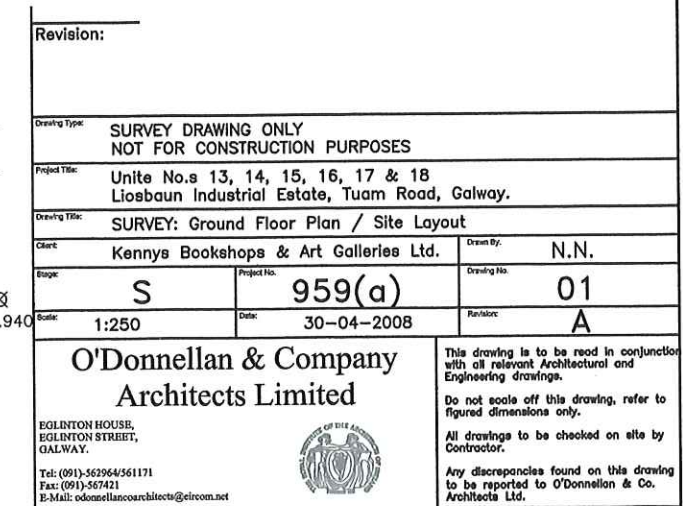 Revision:
Drawing Type: SURVEY DRAWING ONLY
NOT FOR CONSTRUCTION PURPOSES
Project Title: Unite No.s 13, 14, 15, 16, 17 & 18
Liosbaun Industrial Estate, Tuam Road, Galway.
Drawing Title: SURVEY: Ground Floor Plan / Site Layout
Client: Kennys Bookshops & Art Galleries Ltd.
Drawn By. N.N.
Stage: S
Project No. 959(a)
Drawing No. 01
.940
Scale: 1:250
Date: 30-04-2008
Revision: A
O'Donnellan & Company
Architects Limited
EGLINTON HOUSE,
EGLINTON STREET,
GALWAY.
Tel: (091)-562964/561171
Fax: (091)-567421
E-Mail: odonnellancoarchitects@eircom.net
This drawing is to be read in conjunction
with all relevant Architectural and
Engineering drawings.
Do not scale off this drawing, refer to
figured dimensions only.
All drawings to be checked on site by
Contractor.
Any discrepancies found on this drawing
to be reported to O'Donnellan & Co.
Architects Ltd.